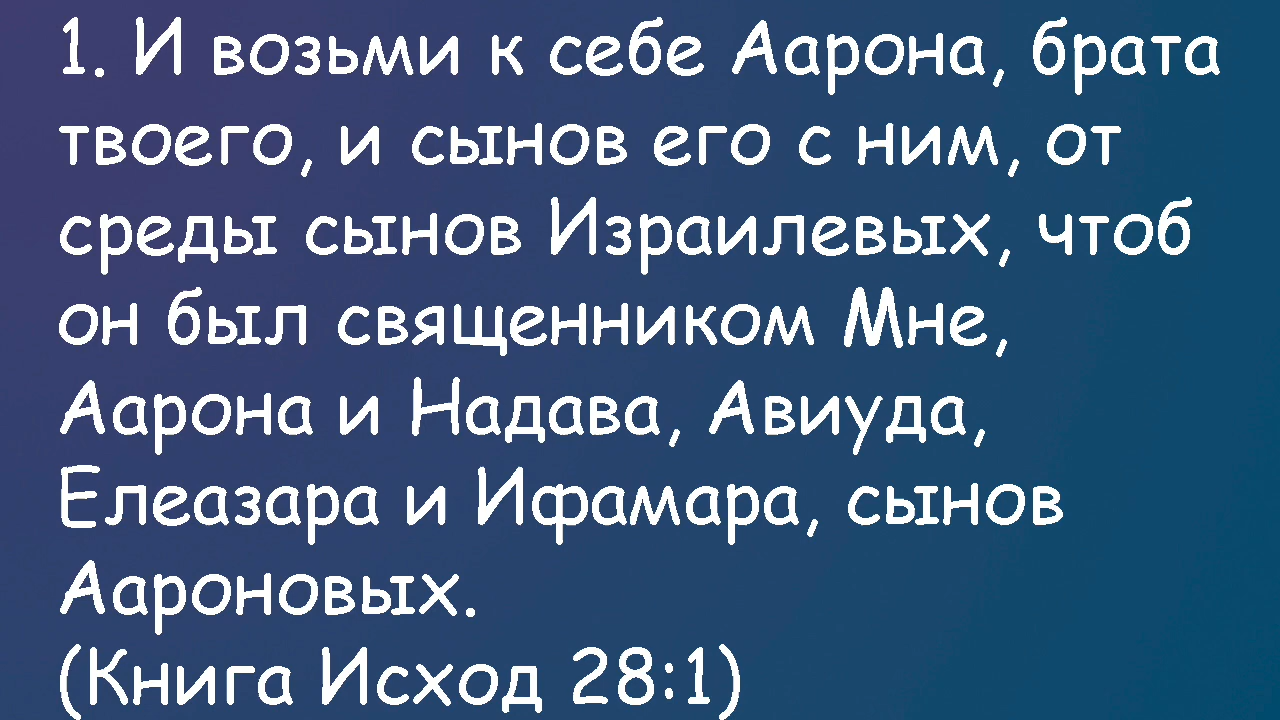 1. И возьми к себе Аарона, брата
твоего, и сынов его с ним, от
среды сынов Израилевых, чтоб
он был священником Мне,
Аарона и Надава, Авиуда,
Елеазара и Ифамара, сынов
Аароновых.
(Книга Исход 28:1)